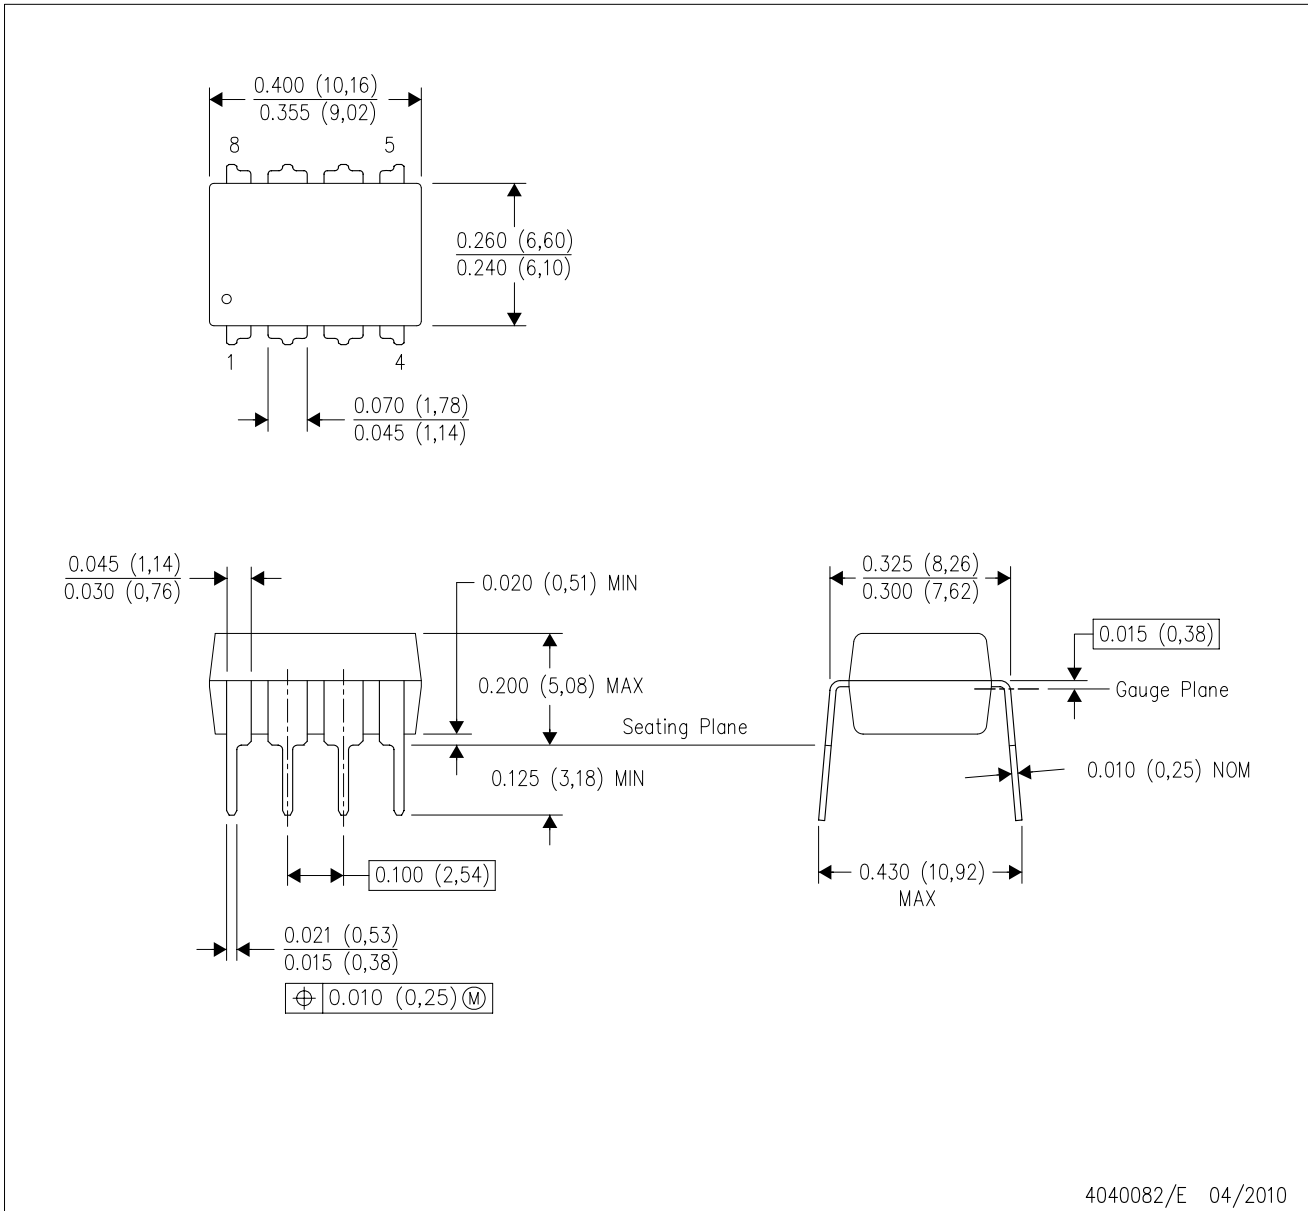 0.400 (10,16)
0.355 (9,02)
8
5
0.260 (6,60)
0.240 (6,10)
1
4
0.070 (1,78)
0.045 (1,14)
0.045 (1,14)
0.030 (0,76)
0.020 (0,51) MIN
0.325 (8,26)
0.300 (7,62)
0.015 (0,38)
0.200 (5,08) MAX
Gauge Plane
Seating Plane
0.125 (3,18) MIN
0.010 (0,25) NOM
0.100 (2,54)
0.430 (10,92)
MAX
0.021 (0,53)
0.015 (0,38)
⌖ 0.010 (0,25) Ⓜ
4040082/E 04/2010